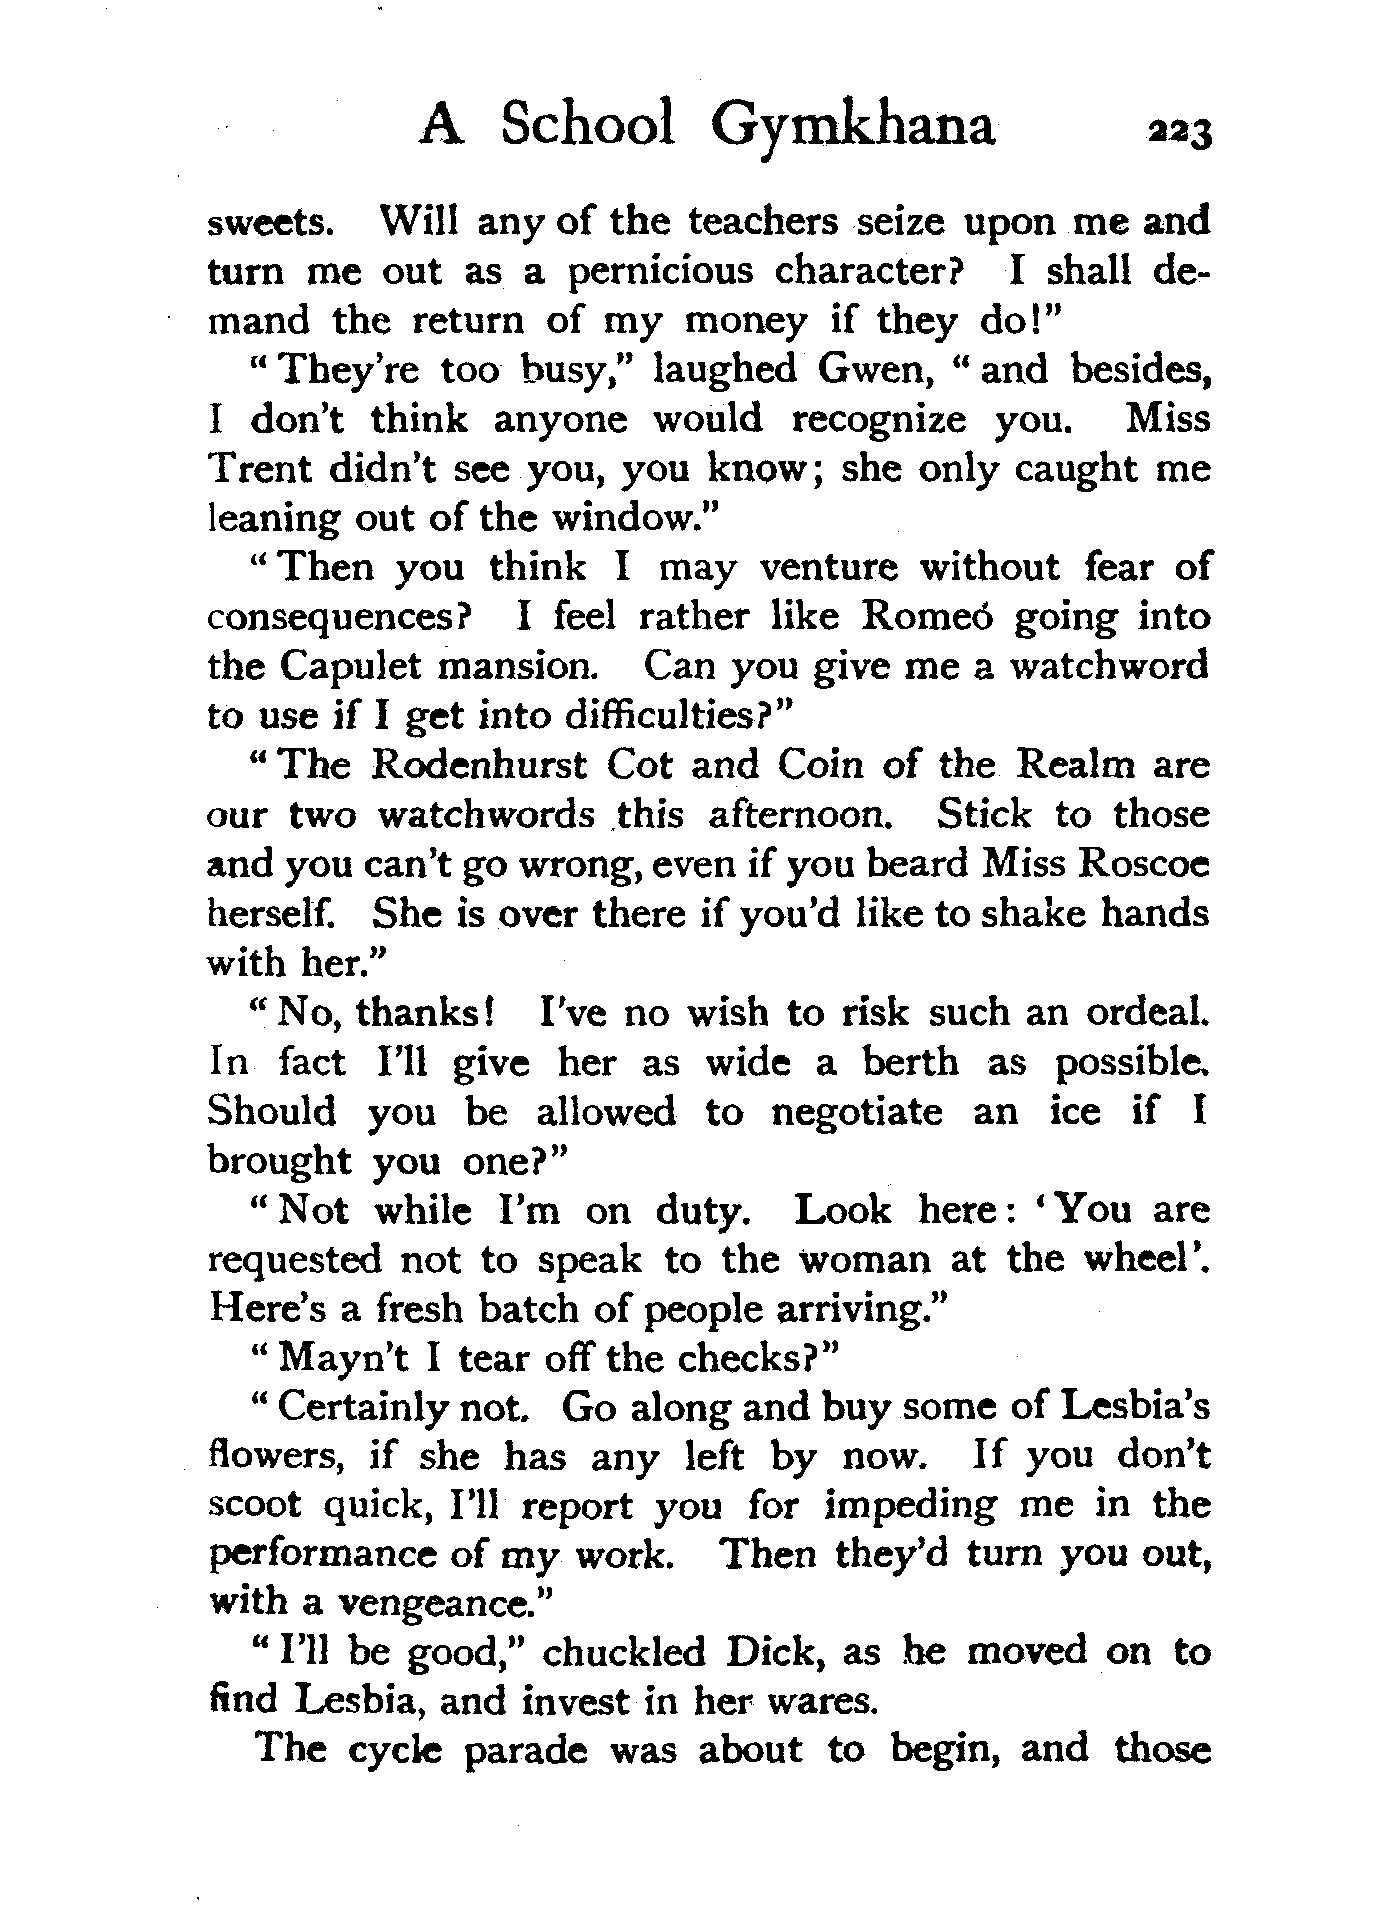 A School Gymkhana 223
sweets. Will any of the teachers seize upon me and
turn me out as a pernicious character? I shall de-
mand the return of my money if they do!"
"They're too busy," laughed Gwen, "and besides,
I don't think anyone would recognize you. Miss
Trent didn't see you, you know; she only caught me
leaning out of the window."
"Then you think I may venture without fear of
consequences? I feel rather like Romeó going into
the Capulet mansion. Can you give me a watchword
to use if I get into difficulties?"
"The Rodenhurst Cot and Coin of the Realm are
our two watchwords this afternoon. Stick to those
and you can't go wrong, even if you beard Miss Roscoe
herself. She is over there if you'd like to shake hands
with her."
"No, thanks! I've no wish to risk such an ordeal.
In fact I'll give her as wide a berth as possible.
Should you be allowed to negotiate an ice if I
brought you one?"
"Not while I'm on duty. Look here: 'You are
requested not to speak to the woman at the wheel'.
Here's a fresh batch of people arriving."
"Mayn't I tear off the checks?"
"Certainly not. Go along and buy some of Lesbia's
flowers, if she has any left by now. If you don't
scoot quick, I'll report you for impeding me in the
performance of my work. Then they'd turn you out,
with a vengeance."
"I'll be good," chuckled Dick, as he moved on to
find Lesbia, and invest in her wares.
The cycle parade was about to begin, and those